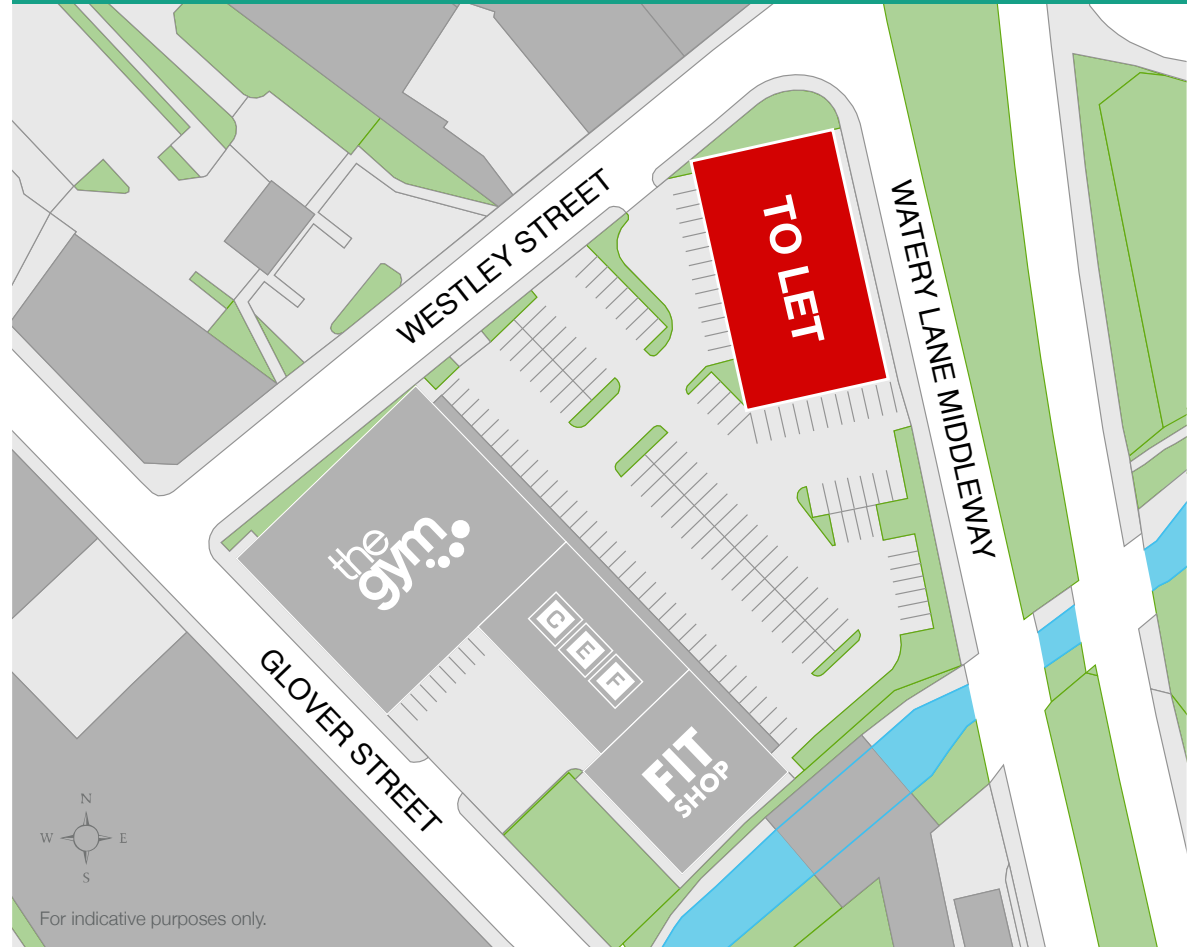 WESTLEY STREET
TO LET
WATERY LANE MIDDLEWAY
the
gym
C
E
F
FIT
SHOP
GLOVER STREET
N
W E
S
For indicative purposes only.